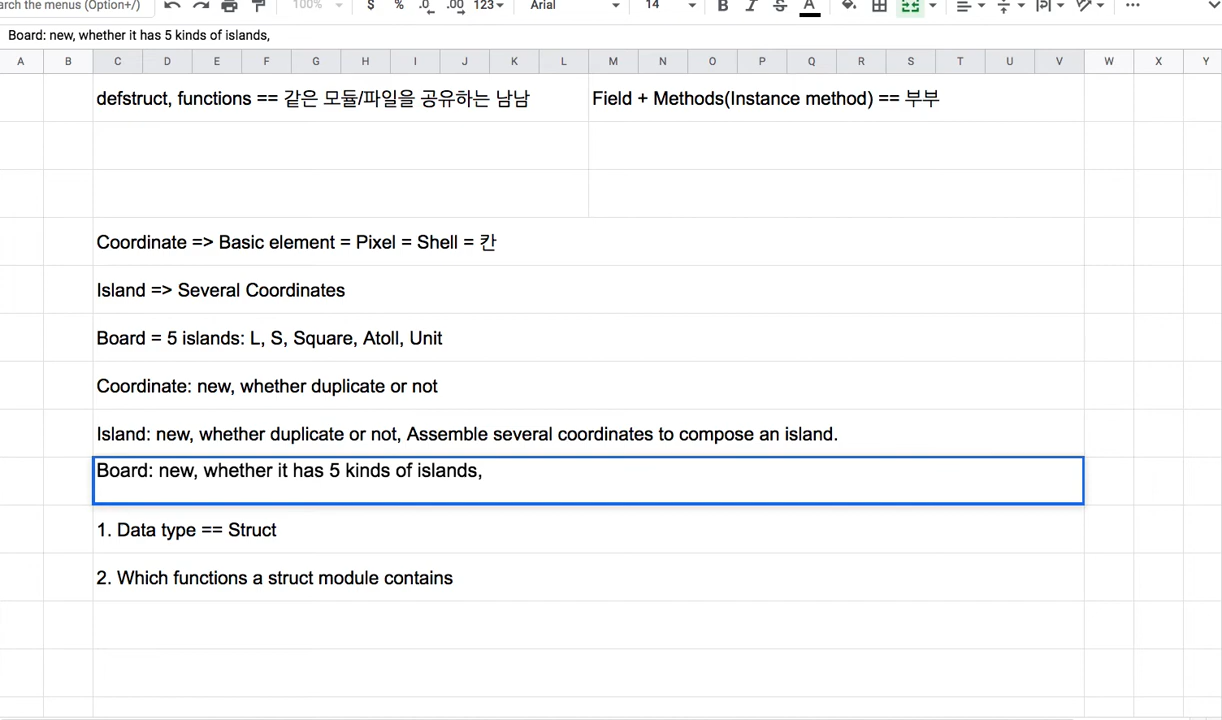 arch the menus (Option+/)
100%
$
%
.0
.00
123
Arial
14
B
I
S
A
Board: new, whether it has 5 kinds of islands,
A B C D E F G H I J K L M N O P Q R S T U V W X Y
defstruct, functions == 같은 모듈/파일을 공유하는 남남
Field + Methods(Instance method) == 부부
Coordinate => Basic element = Pixel = Shell = 칸
Island => Several Coordinates
Board = 5 islands: L, S, Square, Atoll, Unit
Coordinate: new, whether duplicate or not
Island: new, whether duplicate or not, Assemble several coordinates to compose an island.
Board: new, whether it has 5 kinds of islands,
1. Data type == Struct
2. Which functions a struct module contains